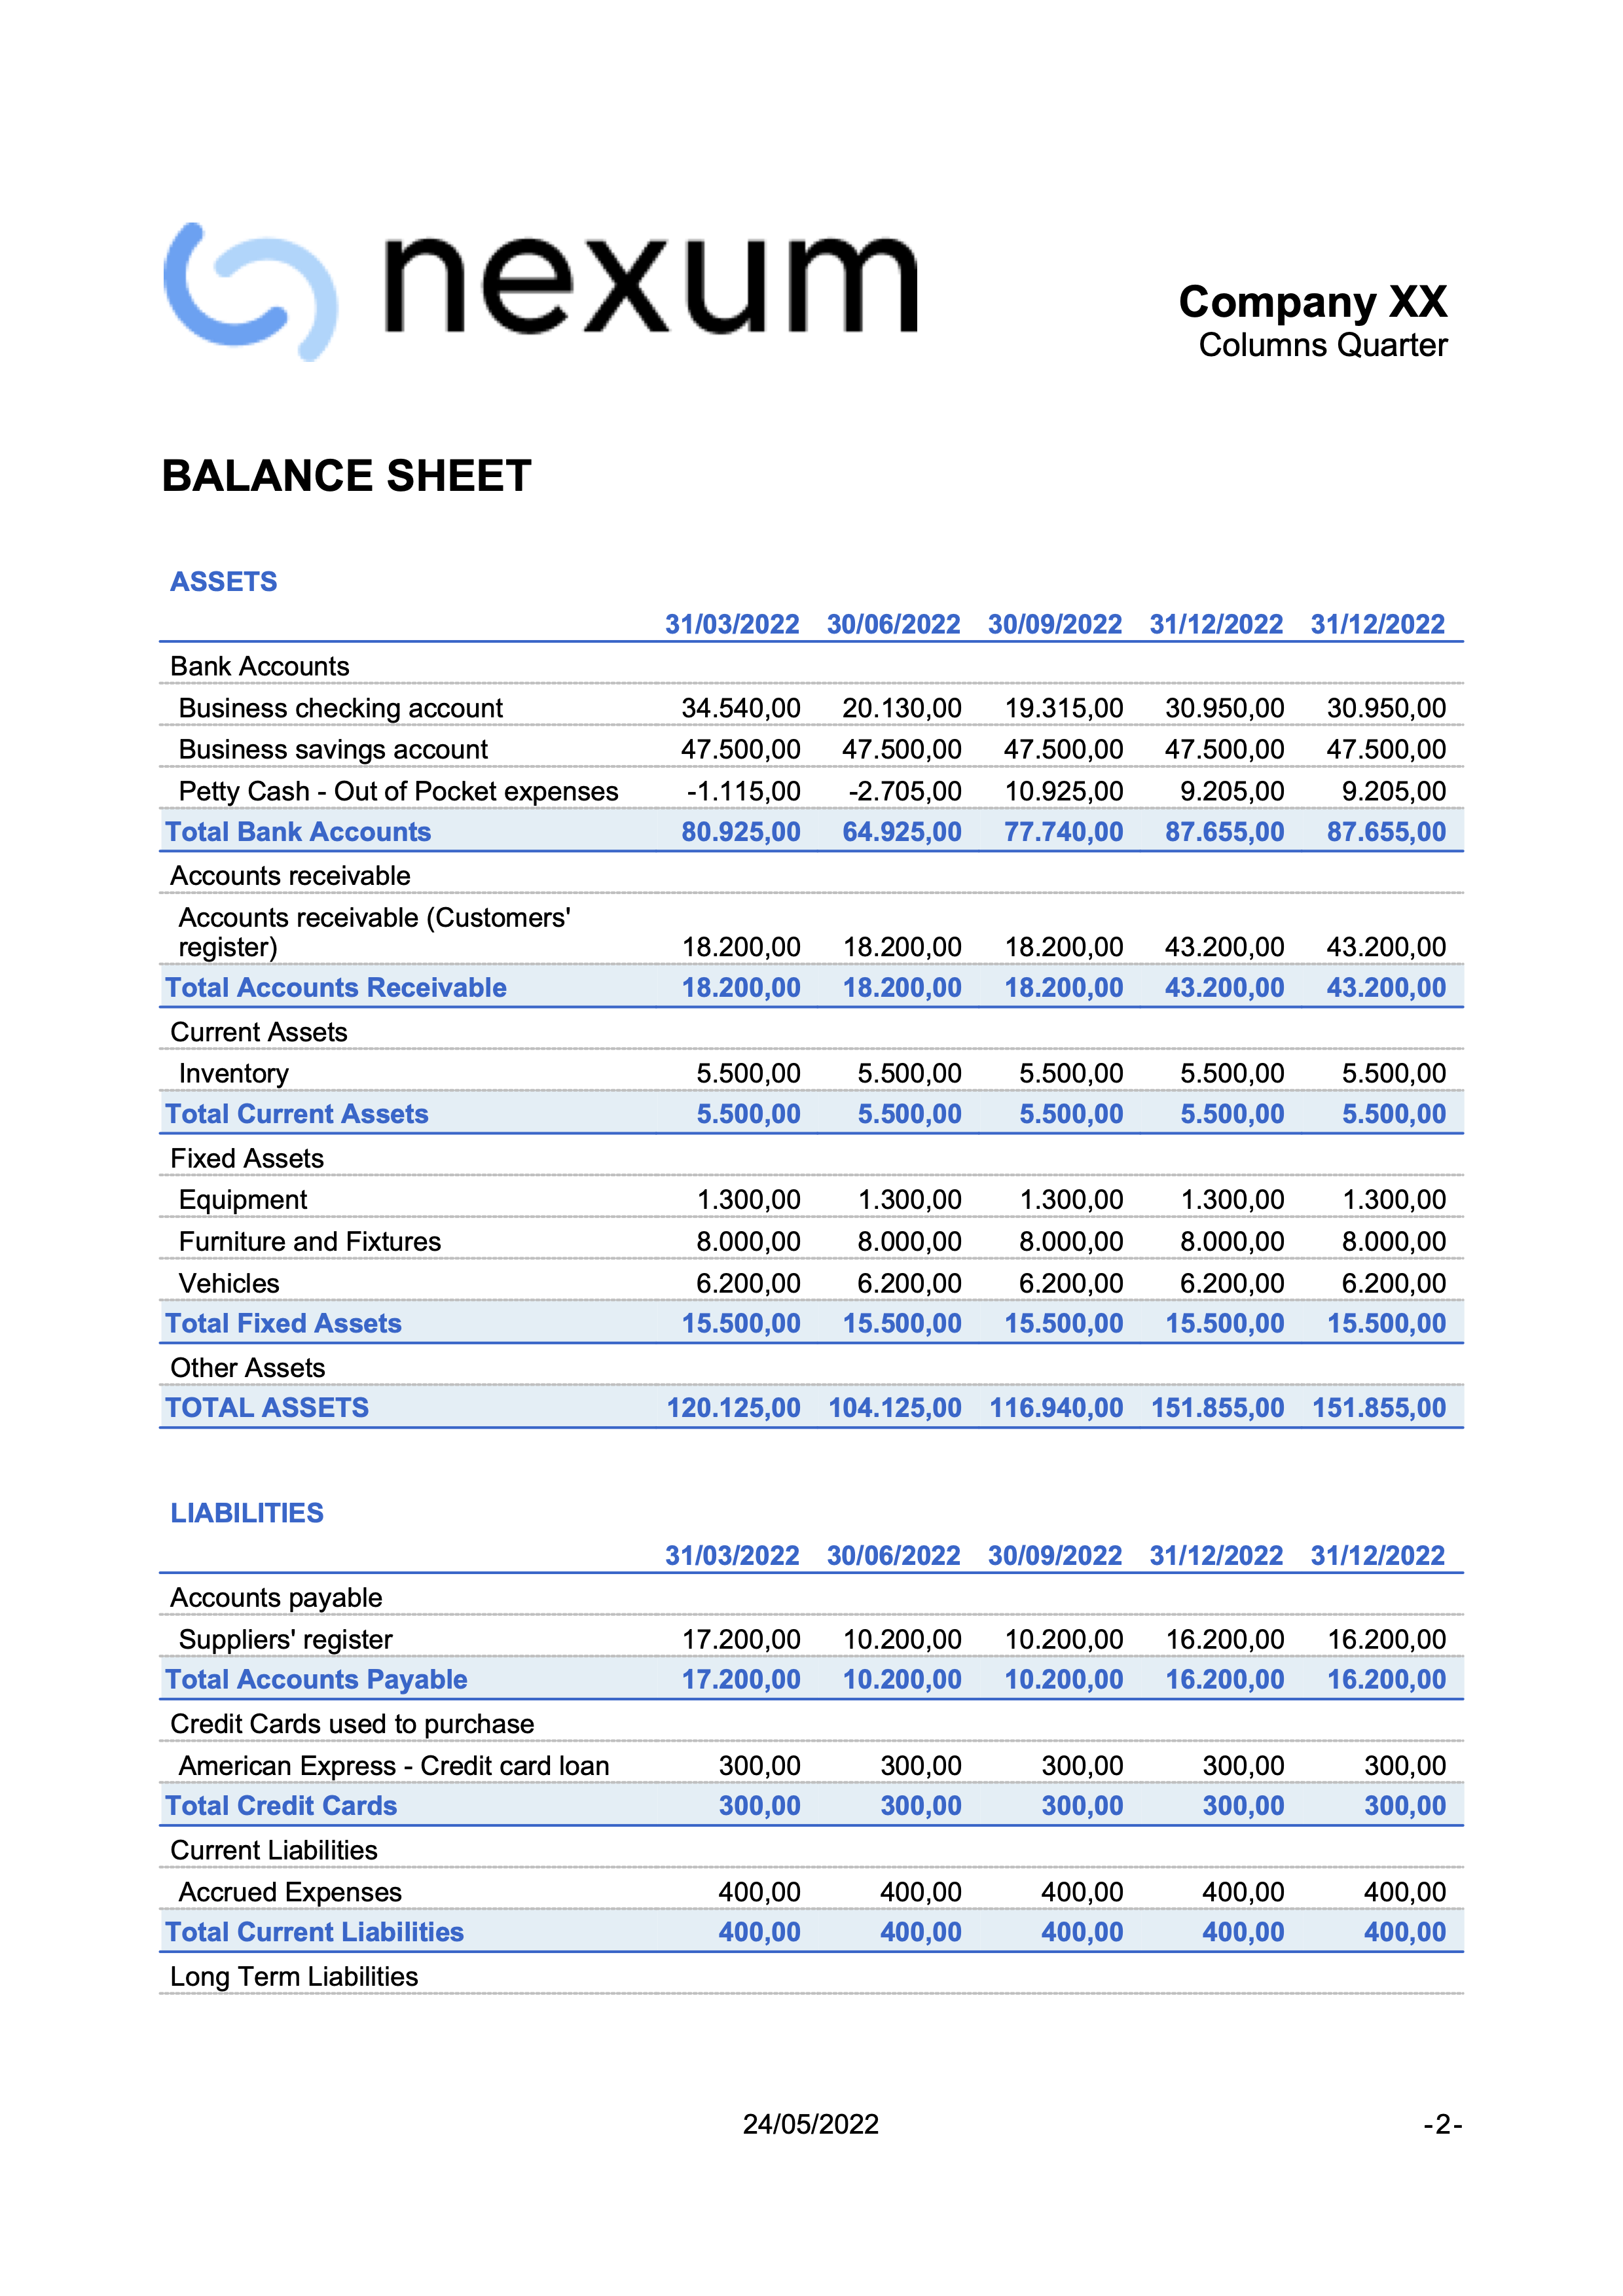 nexum
Company XX
Columns Quarter
BALANCE SHEET
ASSETS
31/03/2022 30/06/2022 30/09/2022 31/12/2022 31/12/2022
Bank Accounts
Business checking account 34.540,00 20.130,00 19.315,00 30.950,00 30.950,00
Business savings account 47.500,00 47.500,00 47.500,00 47.500,00 47.500,00
Petty Cash - Out of Pocket expenses -1.115,00 -2.705,00 10.925,00 9.205,00 9.205,00
Total Bank Accounts 80.925,00 64.925,00 77.740,00 87.655,00 87.655,00
Accounts receivable
Accounts receivable (Customers'
register) 18.200,00 18.200,00 18.200,00 43.200,00 43.200,00
Total Accounts Receivable 18.200,00 18.200,00 18.200,00 43.200,00 43.200,00
Current Assets
Inventory 5.500,00 5.500,00 5.500,00 5.500,00 5.500,00
Total Current Assets 5.500,00 5.500,00 5.500,00 5.500,00 5.500,00
Fixed Assets
Equipment 1.300,00 1.300,00 1.300,00 1.300,00 1.300,00
Furniture and Fixtures 8.000,00 8.000,00 8.000,00 8.000,00 8.000,00
Vehicles 6.200,00 6.200,00 6.200,00 6.200,00 6.200,00
Total Fixed Assets 15.500,00 15.500,00 15.500,00 15.500,00 15.500,00
Other Assets
TOTAL ASSETS 120.125,00 104.125,00 116.940,00 151.855,00 151.855,00
LIABILITIES
31/03/2022 30/06/2022 30/09/2022 31/12/2022 31/12/2022
Accounts payable
Suppliers' register 17.200,00 10.200,00 10.200,00 16.200,00 16.200,00
Total Accounts Payable 17.200,00 10.200,00 10.200,00 16.200,00 16.200,00
Credit Cards used to purchase
American Express - Credit card loan 300,00 300,00 300,00 300,00 300,00
Total Credit Cards 300,00 300,00 300,00 300,00 300,00
Current Liabilities
Accrued Expenses 400,00 400,00 400,00 400,00 400,00
Total Current Liabilities 400,00 400,00 400,00 400,00 400,00
Long Term Liabilities
24/05/2022 -2-